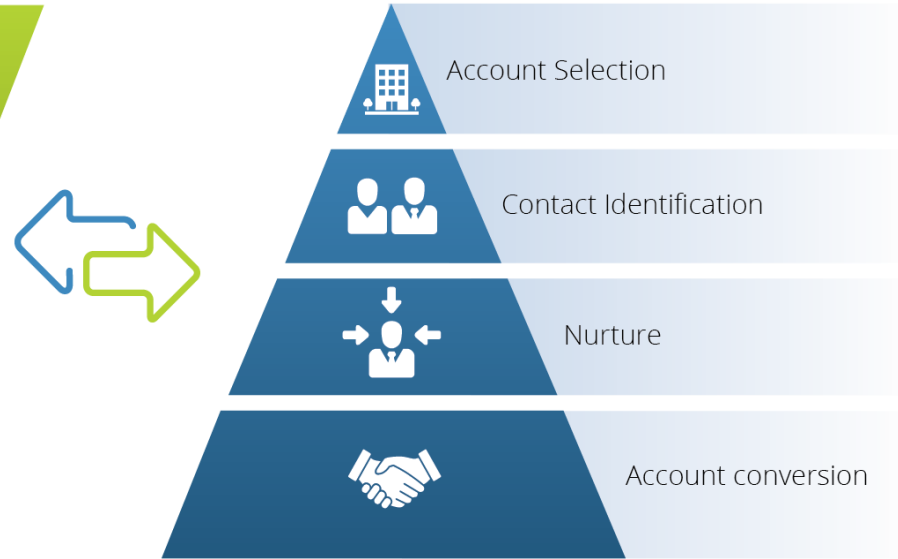 Account Selection
Contact Identification
Nurture
Account conversion